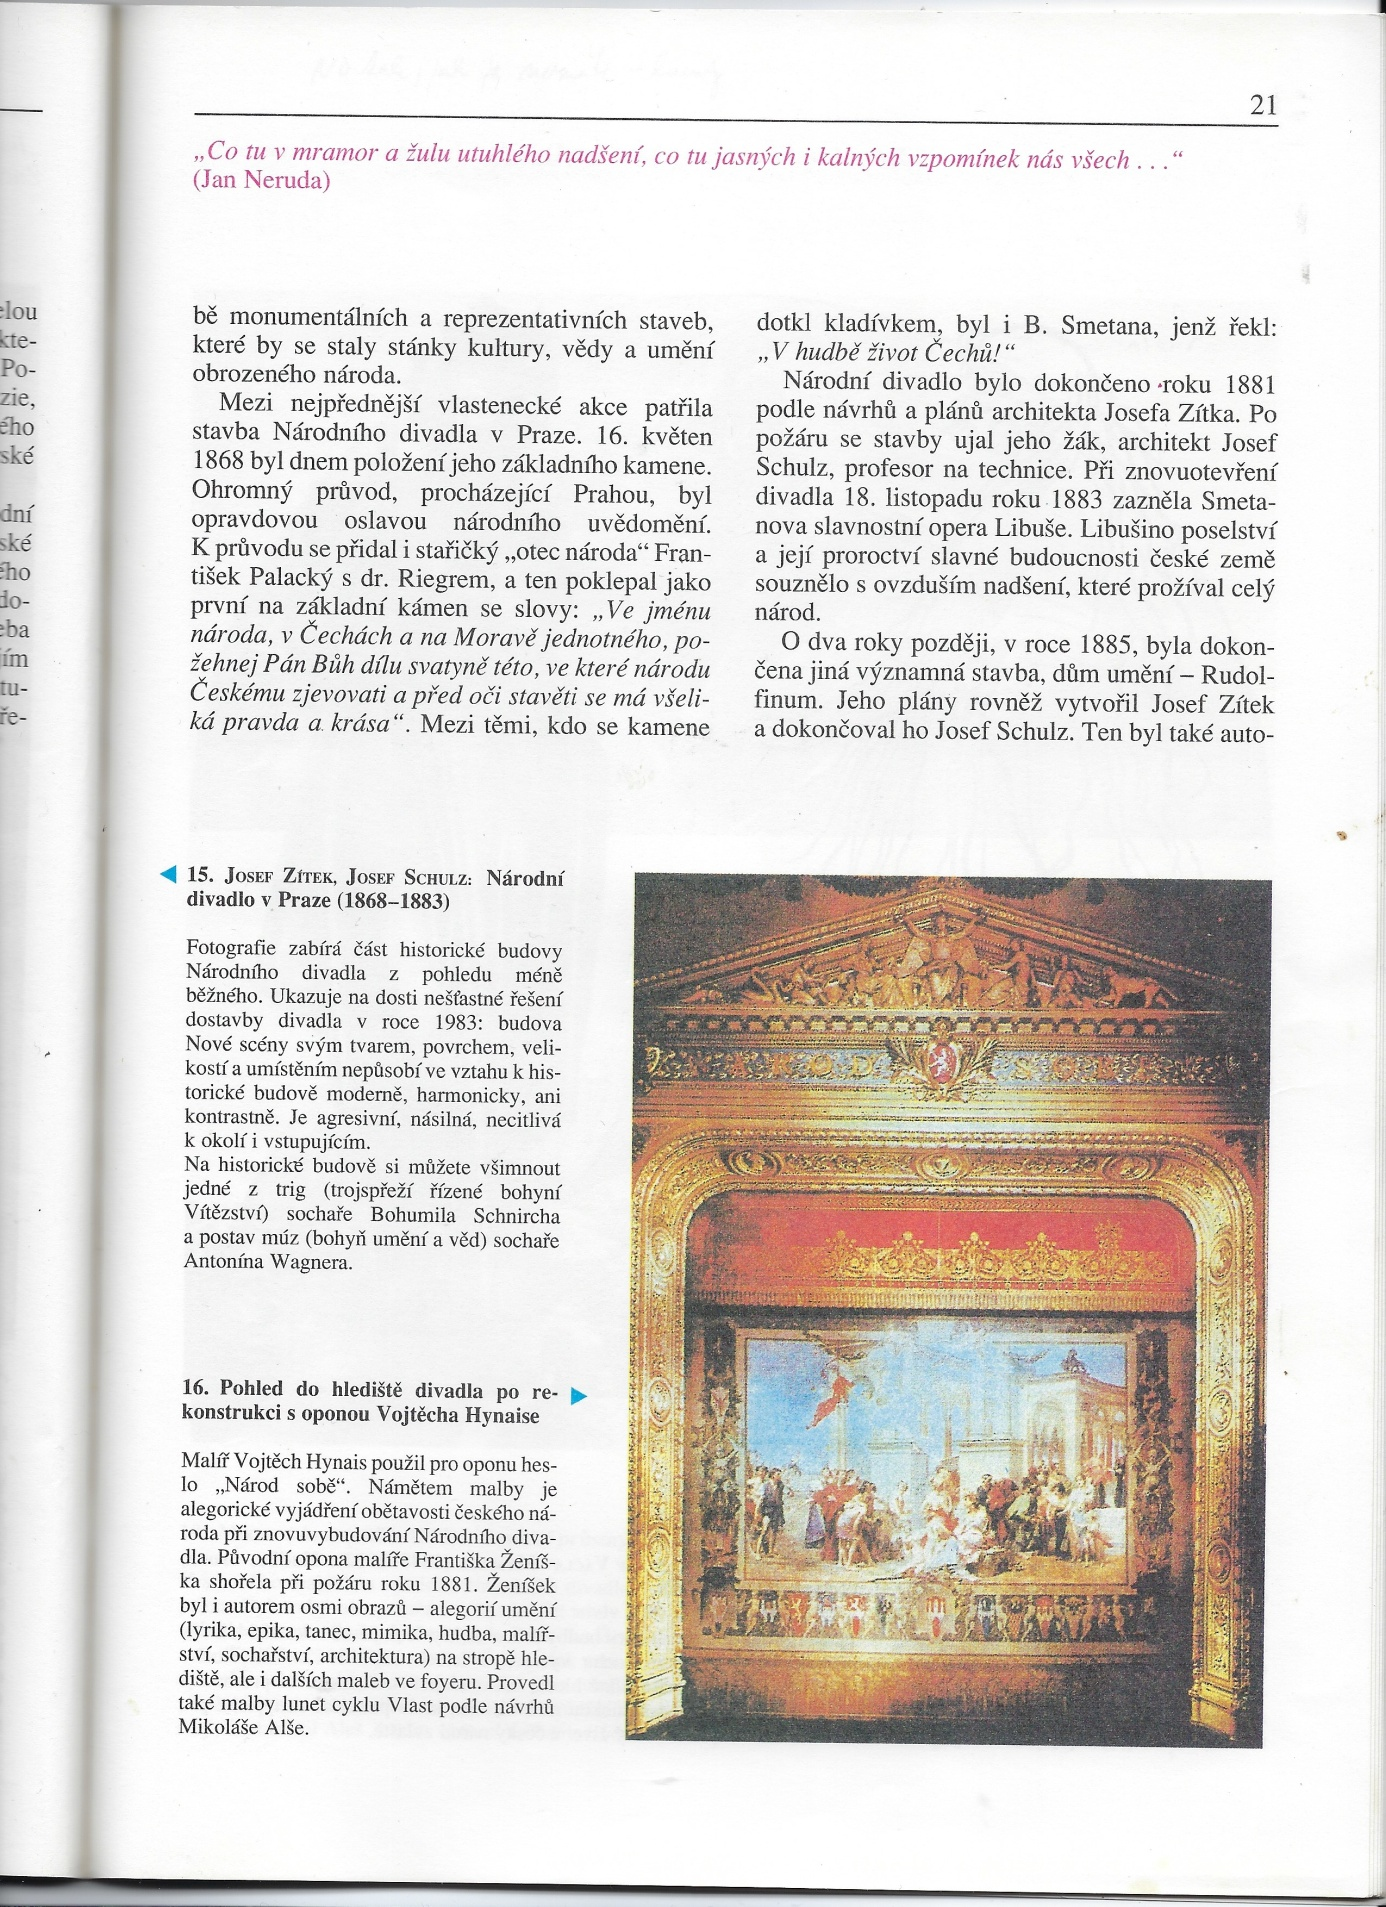 21
„Co tu v mramor a žulu utuhlého nadšení, co tu jasných i kalných vzpomínek nás všech . . .“
(Jan Neruda)
bě monumentálních a reprezentativních staveb,
které by se staly stánky kultury, vědy a umění
obrozeného národa.
Mezi nejpřednější vlastenecké akce patřila
stavba Národního divadla v Praze. 16. květen
1868 byl dnem položení jeho základního kamene.
Ohromný průvod, procházející Prahou, byl
opravdovou oslavou národního uvědomění.
K průvodu se přidal i stařičký „otec národa“ Fran-
tišek Palacký s dr. Riegrem, a ten poklepal jako
první na základní kámen se slovy: „Ve jménu
národa, v Čechách a na Moravě jednotného, po-
žehnej Pán Bůh dílu svatyně této, ve které národu
Českému zjevovati a před oči stavěti se má všeli-
ká pravda a krása“. Mezi těmi, kdo se kamene
dotkl kladívkem, byl i B. Smetana, jenž řekl:
„V hudbě život Čechů!“
Národní divadlo bylo dokončeno roku 1881
podle návrhů a plánů architekta Josefa Zítka. Po
požáru se stavby ujal jeho žák, architekt Josef
Schulz, profesor na technice. Při znovuotevření
divadla 18. listopadu roku 1883 zazněla Smeta-
nova slavnostní opera Libuše. Libušino poselství
a její proroctví slavné budoucnosti české země
souznělo s ovzduším nadšení, které prožíval celý
národ.
O dva roky později, v roce 1885, byla dokon-
čena jiná významná stavba, dům umění – Rudol-
finum. Jeho plány rovněž vytvořil Josef Zítek
a dokončoval ho Josef Schulz. Ten byl také auto-
15. Josef Zítek, Josef Schulz: Národní
divadlo v Praze (1868–1883)
Fotografie zabírá část historické budovy
Národního divadla z pohledu méně
běžného. Ukazuje na dosti nešťastné řešení
dostavby divadla v roce 1983: budova
Nové scény svým tvarem, povrchem, veli-
kostí a umístěním nepůsobí ve vztahu k his-
torické budově moderně, harmonicky, ani
kontrastně. Je agresivní, násilná, necitlivá
k okolí i vstupujícím.
Na historické budově si můžete všimnout
jedné z trig (trojspřeží řízené bohyní
Vítězství) sochaře Bohumila Schnircha
a postav múz (bohyň umění a věd) sochaře
Antonína Wagnera.
16. Pohled do hlediště divadla po re-
konstrukci s oponou Vojtěcha Hynaise
Malíř Vojtěch Hynais použil pro oponu hes-
lo „Národ sobě“. Námětem malby je
alegorické vyjádření obětavosti českého ná-
roda při znovuvybudování Národního diva-
dla. Původní opona malíře Františka Ženíš-
ka shořela při požáru roku 1881. Ženíšek
byl i autorem osmi obrazů – alegorií umění
(lyrika, epika, tanec, mimika, hudba, malíř-
ství, sochařství, architektura) na stropě hle-
diště, ale i dalších maleb ve foyeru. Provedl
také malby lunet cyklu Vlast podle návrhů
Mikoláše Alše.